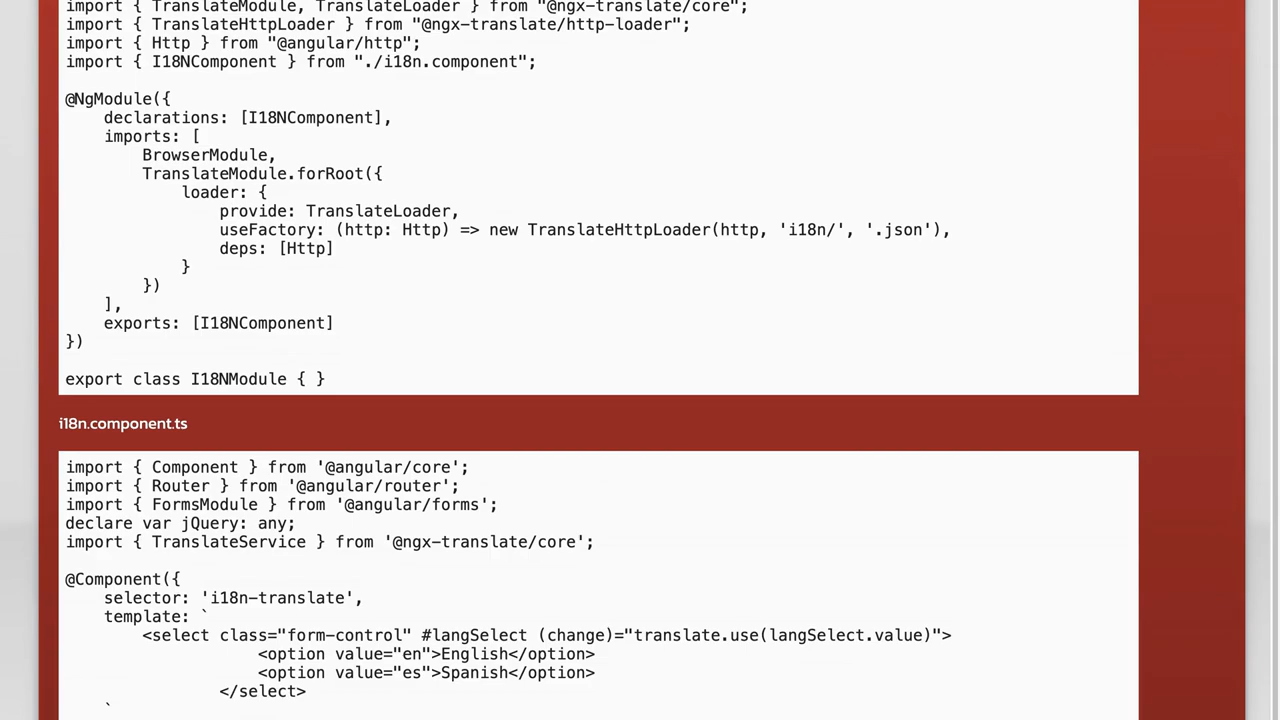 import { TranslateModule, TranslateLoader } from "@ngx-translate/core";
import { TranslateHttpLoader } from "@ngx-translate/http-loader";
import { Http } from "@angular/http";
import { I18NComponent } from "./i18n.component";
@NgModule({
    declarations: [I18NComponent],
    imports: [
        BrowserModule,
        TranslateModule.forRoot({
            loader: {
                provide: TranslateLoader,
                useFactory: (http: Http) => new TranslateHttpLoader(http, 'i18n/', '.json'),
                deps: [Http]
            }
        })
    ],
    exports: [I18NComponent]
})
export class I18NModule { }
i18n.component.ts
import { Component } from '@angular/core';
import { Router } from '@angular/router';
import { FormsModule } from '@angular/forms';
declare var jQuery: any;
import { TranslateService } from '@ngx-translate/core';
@Component({
    selector: 'i18n-translate',
    template: `
        <select class="form-control" #langSelect (change)="translate.use(langSelect.value)">
                    <option value="en">English</option>
                    <option value="es">Spanish</option>
                </select>
    `